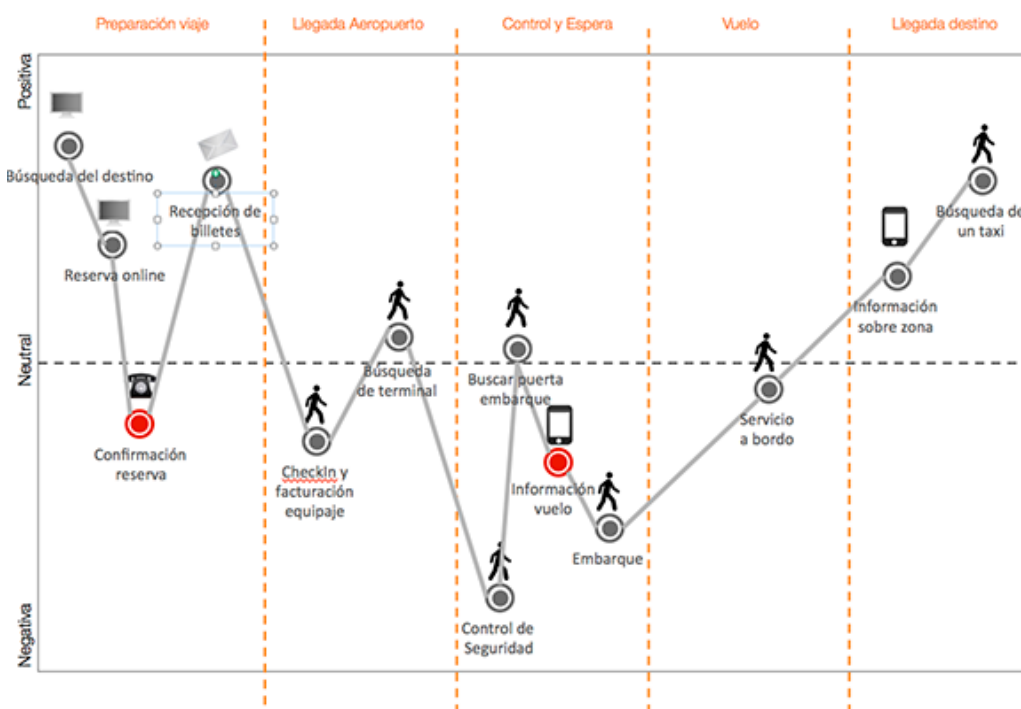 Preparación viaje
Llegada Aeropuerto
Control y Espera
Vuelo
Llegada destino
Positiva
Neutral
Negativa
Búsqueda del destino
Reserva online
Confirmación
reserva
Recepción de
billetes
CheckIn y
facturación
equipaje
Búsqueda
de terminal
Control de
Seguridad
Buscar puerta
embarque
Información
vuelo
Embarque
Servicio
a bordo
Información
sobre zona
Búsqueda de
un taxi